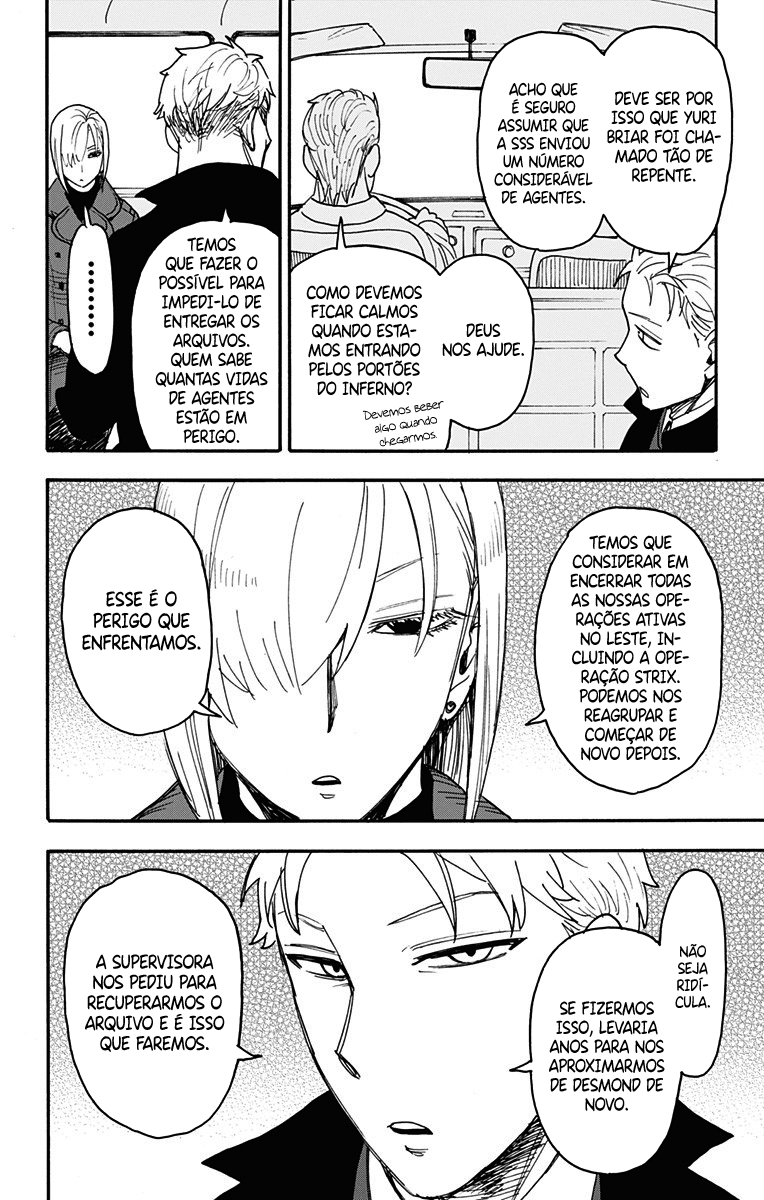 DEVE SER POR
ISSO QUE YURI
BRIAR FOI CHA-
MADO TÃO DE
REPENTE.
ACHO QUE
É SEGURO
ASSUMIR QUE
A SSS ENVIOU
UM NÚMERO
CONSIDERÁVEL
DE AGENTES.
DEUS
NOS AJUDE.
COMO DEVEMOS
FICAR CALMOS
QUANDO ESTA-
MOS ENTRANDO
PELOS PORTÕES
DO INFERNO?
Devemos beber
algo quando
chegarmos.
TEMOS
QUE FAZER O
POSSÍVEL PARA
IMPEDI-LO DE
ENTREGAR OS
ARQUIVOS.
QUEM SABE
QUANTAS VIDAS
DE AGENTES
ESTÃO EM
PERIGO.
........
TEMOS QUE
CONSIDERAR EM
ENCERRAR TODAS
AS NOSSAS OPE-
RAÇÕES ATIVAS
NO LESTE, IN-
CLUINDO A OPE-
RAÇÃO STRIX.
PODEMOS NOS
REAGRUPAR E
COMEÇAR DE
NOVO DEPOIS.
ESSE É O
PERIGO QUE
ENFRENTAMOS.
NÃO
SEJA
RIDÍ-
CULA.
SE FIZERMOS
ISSO, LEVARIA
ANOS PARA NOS
APROXIMARMOS
DE DESMOND DE
NOVO.
A SUPERVISORA
NOS PEDIU PARA
RECUPERARMOS O
ARQUIVO E É ISSO
QUE FAREMOS.